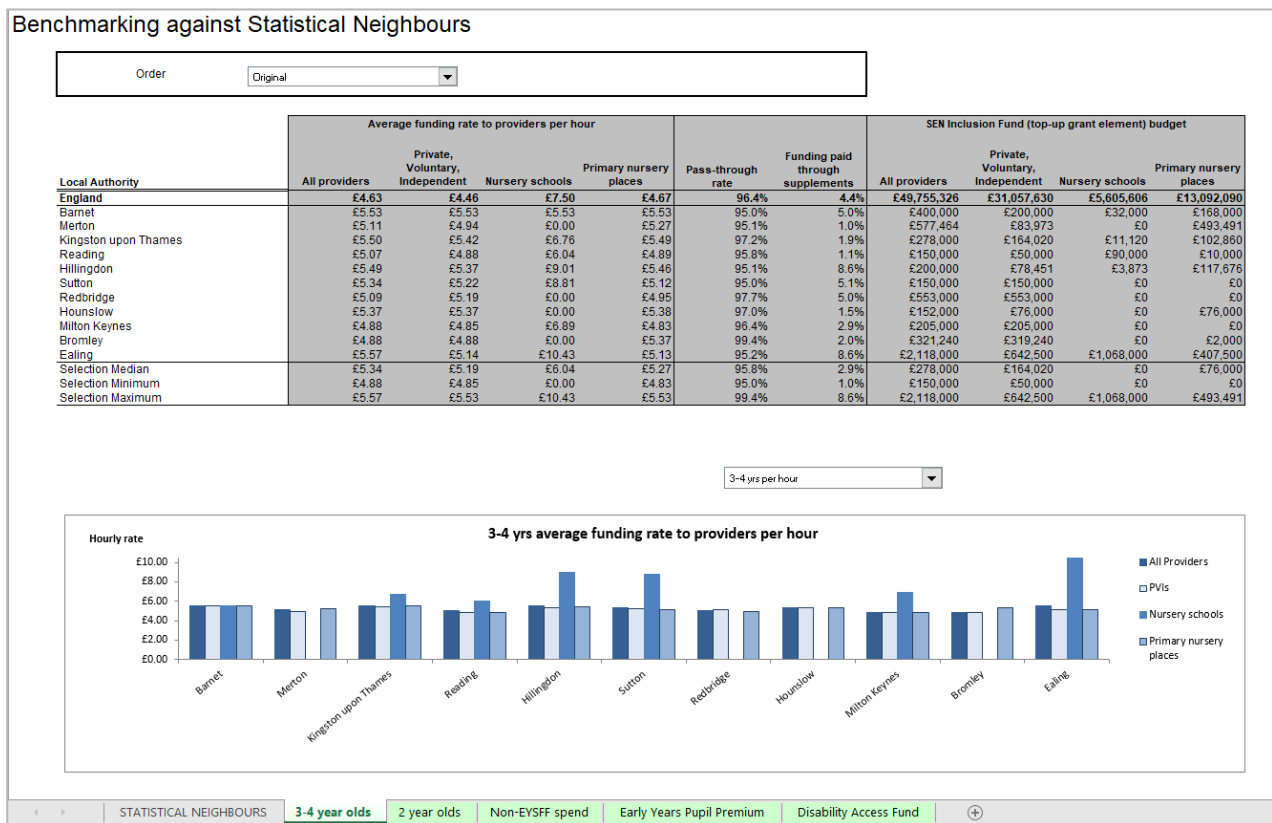 Benchmarking against Statistical Neighbours
Order
Original
Average funding rate to providers per hour
SEN Inclusion Fund (top-up grant element) budget
Local Authority All providers Private, Voluntary, Independent Nursery schools Primary nursery places Pass-through rate Funding paid through supplements All providers Private, Voluntary, Independent Nursery schools Primary nursery places
England £4.63 £4.46 £7.50 £4.67 96.4% 4.4% £49,755,326 £31,057,630 £5,605,606 £13,092,090
Barnet £5.53 £5.53 £5.53 £5.53 95.0% 5.0% £400,000 £200,000 £32,000 £168,000
Merton £5.11 £4.94 £0.00 £5.27 95.1% 1.0% £577,464 £83,973 £0 £493,491
Kingston upon Thames £5.50 £5.42 £6.76 £5.49 97.2% 1.9% £278,000 £164,020 £11,120 £102,860
Reading £5.07 £4.88 £6.04 £4.89 95.8% 1.1% £150,000 £50,000 £90,000 £10,000
Hillingdon £5.49 £5.37 £9.01 £5.46 95.1% 8.6% £200,000 £78,451 £3,873 £117,676
Sutton £5.34 £5.22 £8.81 £5.12 95.0% 5.1% £150,000 £150,000 £0 £0
Redbridge £5.09 £5.19 £0.00 £4.95 97.7% 5.0% £553,000 £553,000 £0 £0
Hounslow £5.37 £5.37 £0.00 £5.38 97.0% 1.5% £152,000 £76,000 £0 £76,000
Milton Keynes £4.88 £4.85 £6.89 £4.83 96.4% 2.9% £205,000 £205,000 £0 £0
Bromley £4.88 £4.88 £0.00 £5.37 99.4% 2.0% £321,240 £319,240 £0 £2,000
Ealing £5.57 £5.14 £10.43 £5.13 95.2% 8.6% £2,118,000 £642,500 £1,068,000 £407,500
Selection Median £5.34 £5.19 £6.04 £5.27 95.8% 2.9% £278,000 £164,020 £0 £76,000
Selection Minimum £4.88 £4.85 £0.00 £4.83 95.0% 1.0% £150,000 £50,000 £0 £0
Selection Maximum £5.57 £5.53 £10.43 £5.53 99.4% 8.6% £2,118,000 £642,500 £1,068,000 £493,491
3-4 yrs per hour
3-4 yrs average funding rate to providers per hour
Hourly rate
£10.00
£8.00
£6.00
£4.00
£2.00
£0.00
Barnet
Merton
Kingston upon Thames
Reading
Hillingdon
Sutton
Redbridge
Hounslow
Milton Keynes
Bromley
Ealing
All Providers
PVIs
Nursery schools
Primary nursery
places
STATISTICAL NEIGHBOURS 3-4 year olds 2 year olds Non-EYSFF spend Early Years Pupil Premium Disability Access Fund